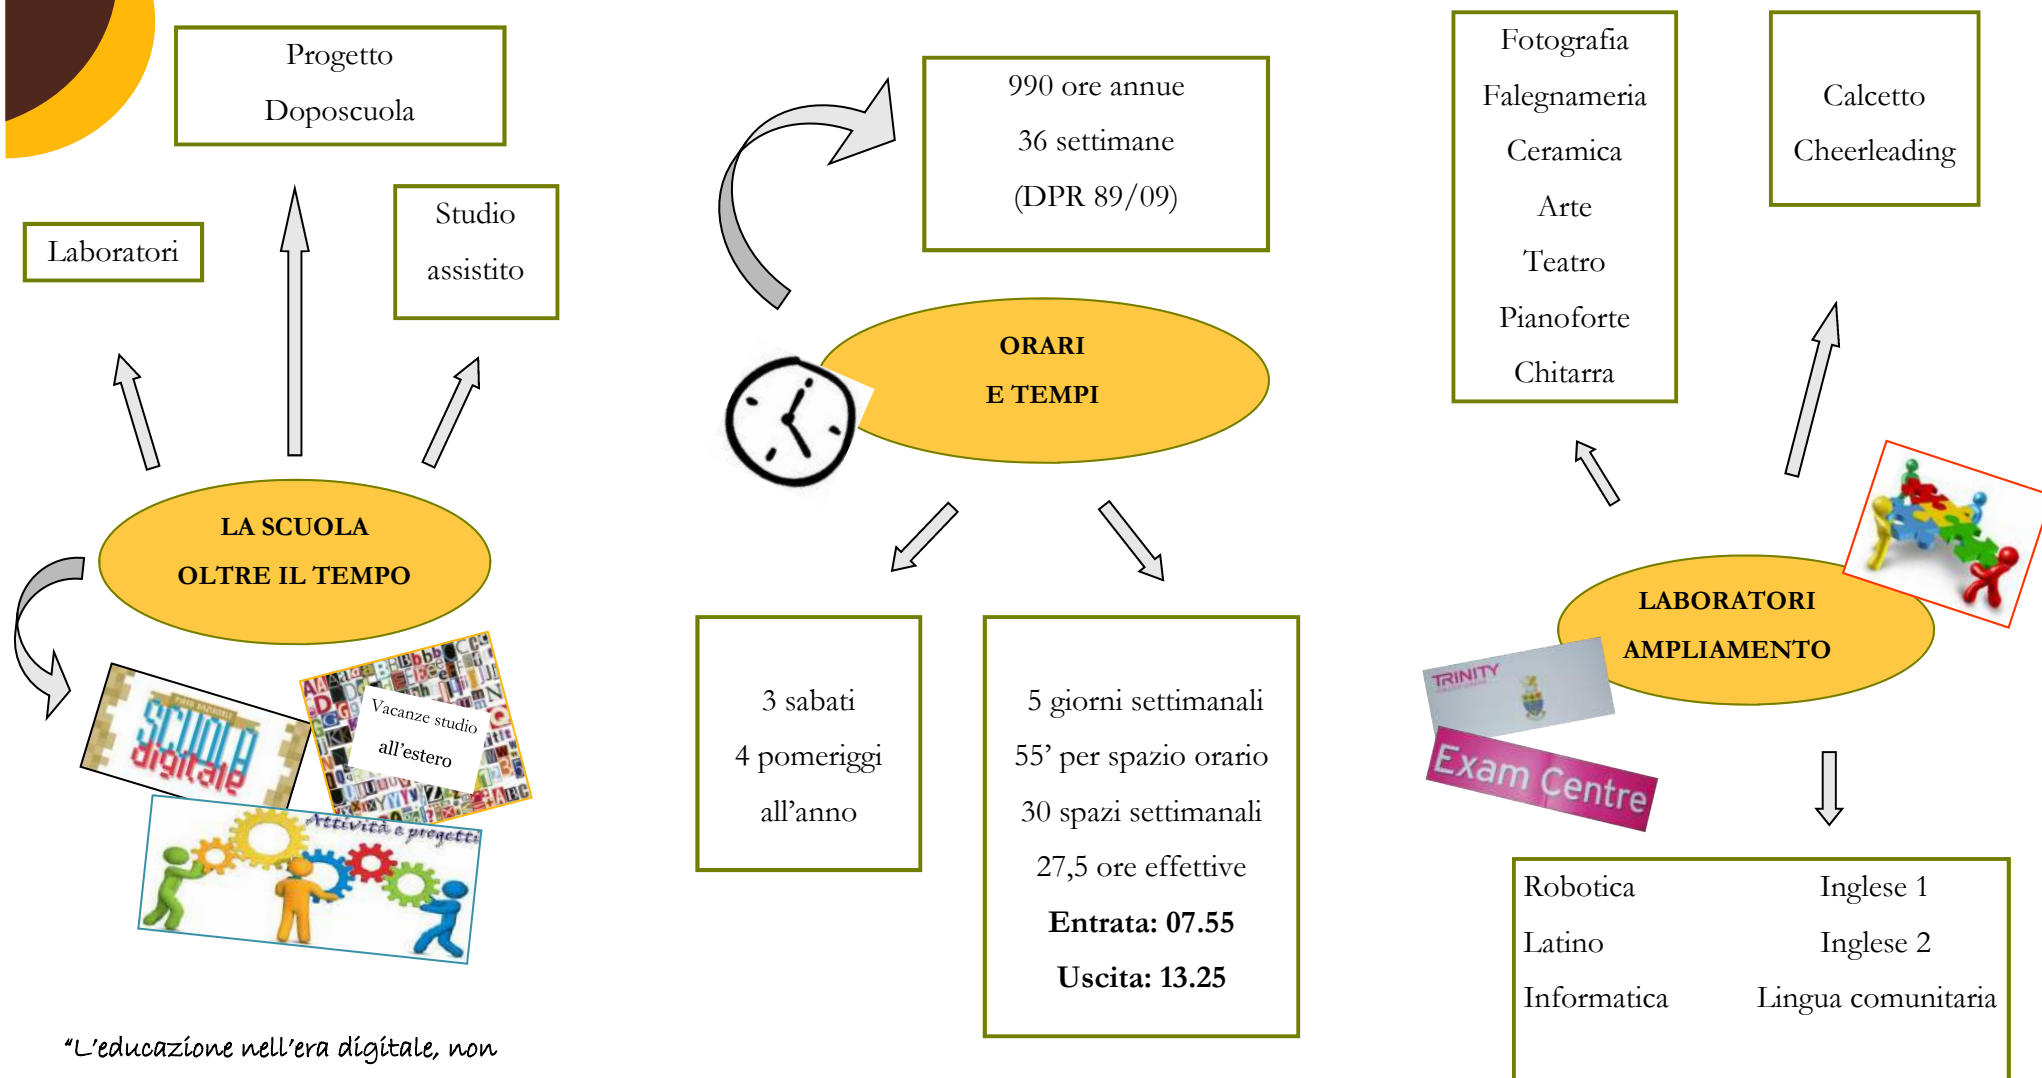 Progetto
Doposcuola
Laboratori
Studio
assistito
LA SCUOLA
OLTRE IL TEMPO
SCUOLA
digitale
Vacanze studio
all'estero
Attività e progetti
"L'educazione nell'era digitale, non
990 ore annue
36 settimane
(DPR 89/09)
ORARI
E TEMPI
3 sabati
4 pomeriggi
all'anno
5 giorni settimanali
55' per spazio orario
30 spazi settimanali
27,5 ore effettive
Entrata: 07.55
Uscita: 13.25
Fotografia
Falegnameria
Ceramica
Arte
Teatro
Pianoforte
Chitarra
Calcetto
Cheerleading
LABORATORI
AMPLIAMENTO
TRINITY
Exam Centre
Robotica Inglese 1
Latino Inglese 2
Informatica Lingua comunitaria